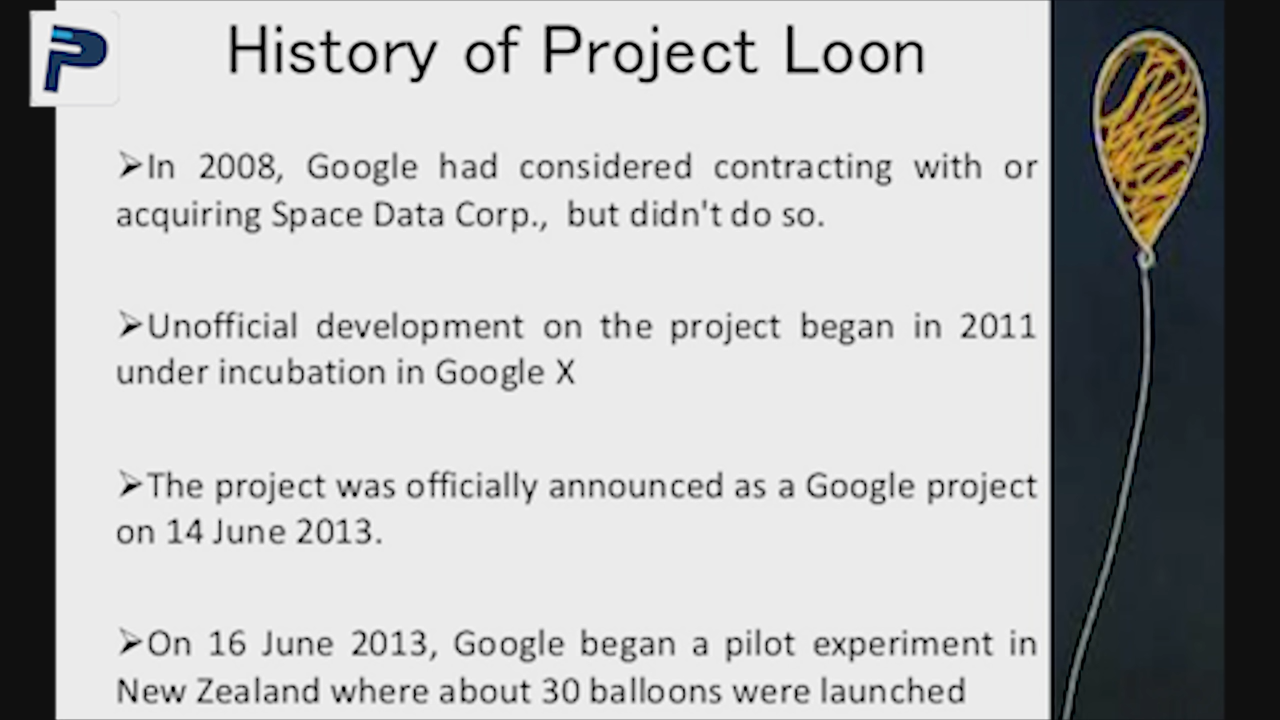 History of Project Loon
➢In 2008, Google had considered contracting with or
acquiring Space Data Corp., but didn't do so.
➢Unofficial development on the project began in 2011
under incubation in Google X
➢The project was officially announced as a Google project
on 14 June 2013.
➢On 16 June 2013, Google began a pilot experiment in
New Zealand where about 30 balloons were launched